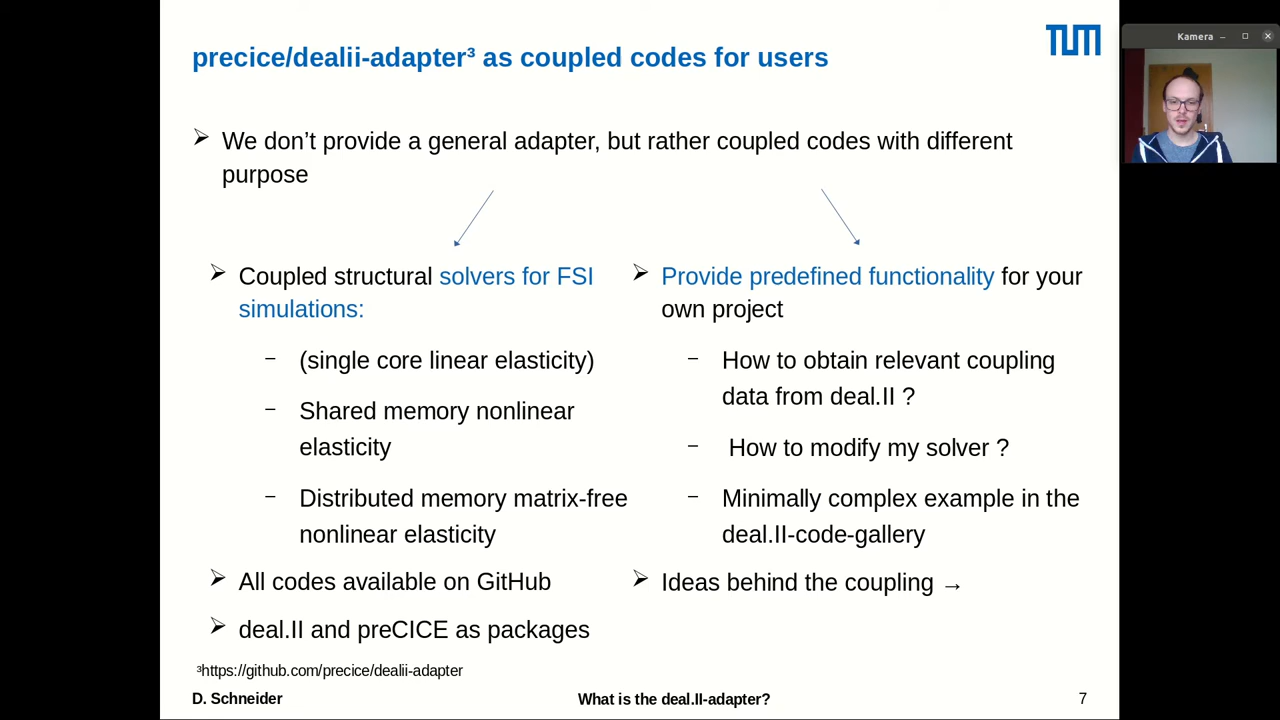 precice/dealii-adapter³ as coupled codes for users
TUM
Kamera
➢ We don’t provide a general adapter, but rather coupled codes with different
purpose
➢ Coupled structural solvers for FSI
simulations:
– (single core linear elasticity)
– Shared memory nonlinear
elasticity
– Distributed memory matrix-free
nonlinear elasticity
➢ All codes available on GitHub
➢ deal.II and preCICE as packages
➢ Provide predefined functionality for your
own project
– How to obtain relevant coupling
data from deal.II ?
– How to modify my solver ?
– Minimally complex example in the
deal.II-code-gallery
➢ Ideas behind the coupling →
³https://github.com/precice/dealii-adapter
D. Schneider
What is the deal.II-adapter?
7